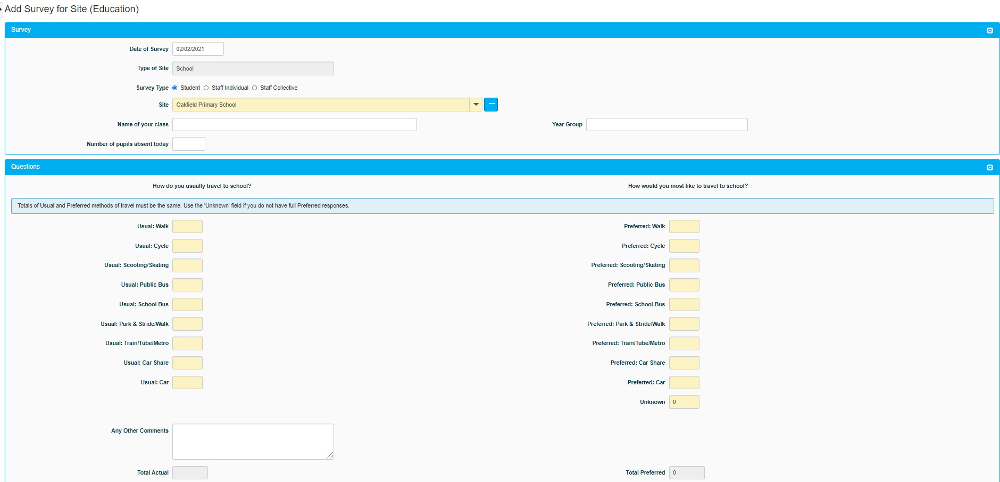 Add Survey for Site (Education)
Survey
Date of Survey 02/02/2021
Type of Site School
Survey Type Student Staff Individual Staff Collective
Site Oakfield Primary School
Name of your class Year Group
Number of pupils absent today
Questions
How do you usually travel to school? How would you most like to travel to school?
Totals of Usual and Preferred methods of travel must be the same. Use the 'Unknown' field if you do not have full Preferred responses.
Usual: Walk Preferred: Walk
Usual: Cycle Preferred: Cycle
Usual: Scooting/Skating Preferred: Scooting/Skating
Usual: Public Bus Preferred: Public Bus
Usual: School Bus Preferred: School Bus
Usual: Park & Stride/Walk Preferred: Park & Stride/Walk
Usual: Train/Tube/Metro Preferred: Train/Tube/Metro
Usual: Car Share Preferred: Car Share
Usual: Car Preferred: Car
Unknown 0
Any Other Comments
Total Actual Total Preferred 0